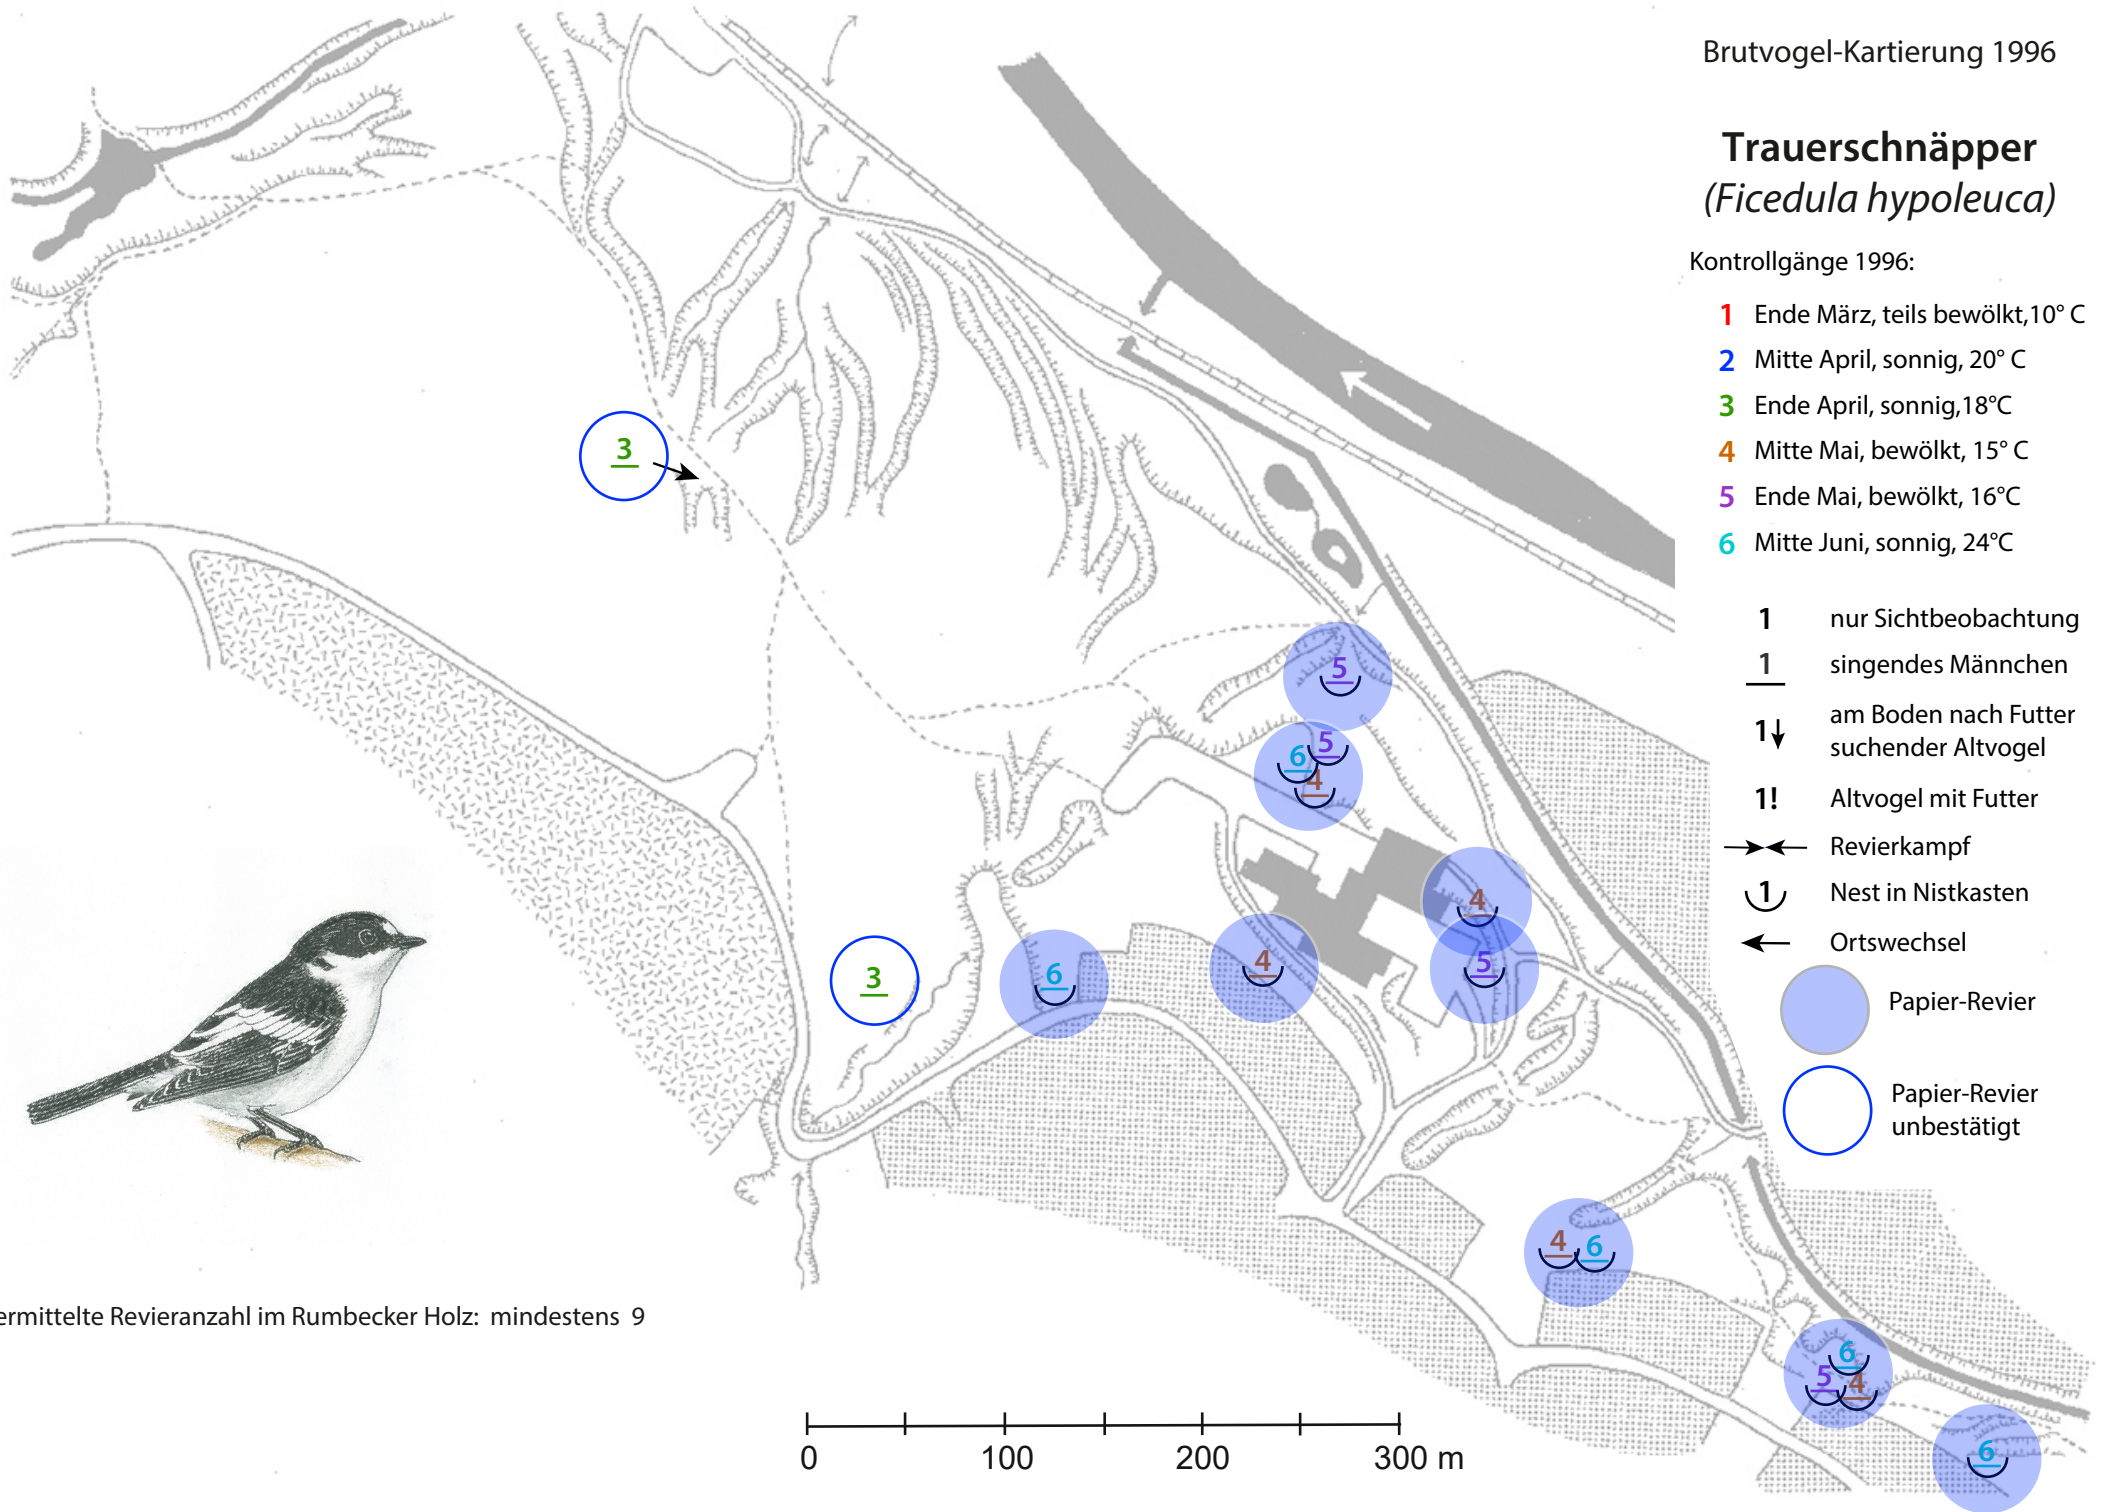 Brutvogel-Kartierung 1996
Trauerschnäpper
(Ficedula hypoleuca)
Kontrollgänge 1996:
1 Ende März, teils bewölkt,10° C
2 Mitte April, sonnig, 20° C
3 Ende April, sonnig,18°C
4 Mitte Mai, bewölkt, 15° C
5 Ende Mai, bewölkt, 16°C
6 Mitte Juni, sonnig, 24°C
1 nur Sichtbeobachtung
1 singendes Männchen
1 am Boden nach Futter
suchender Altvogel
1! Altvogel mit Futter
Revierkampf
1 Nest in Nistkasten
Ortswechsel
Papier-Revier
Papier-Revier
unbestätigt
3
5
5
6
4
4
3
6
4
5
4
6
6
5
4
6
ermittelte Revieranzahl im Rumbecker Holz: mindestens 9
0 100 200 300 m